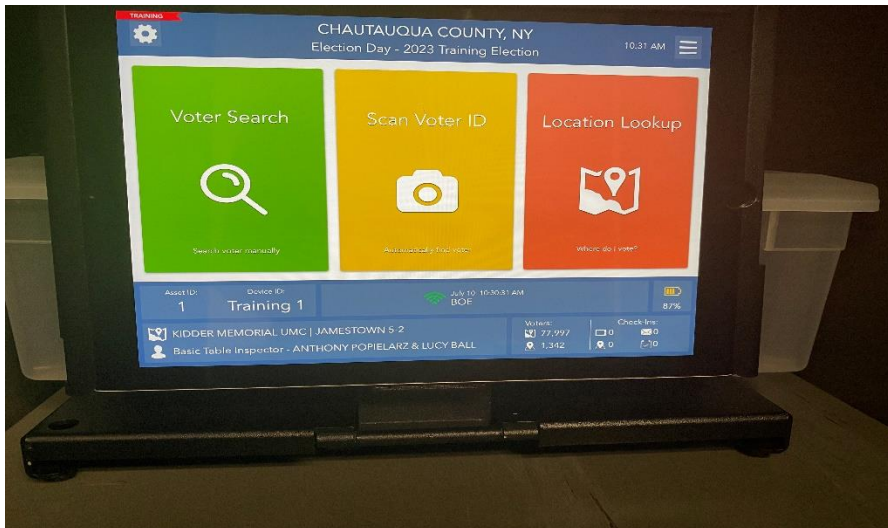 TRAINING
CHAUTAUQUA COUNTY, NY
Election Day - 2023 Training Election
10:31 AM
Voter Search
Search voter manually
Scan Voter ID
Automatically find voter
Location Lookup
Where do I vote?
Asset ID:
1
Device ID:
Training 1
July 10 10:30:31 AM
BOE
87%
KIDDER MEMORIAL UMC | JAMESTOWN 5-2
Basic Table Inspector - ANTHONY POPIELARZ & LUCY BALL
Voters:
77,997
1,342
Check-Ins:
0
0
0
0